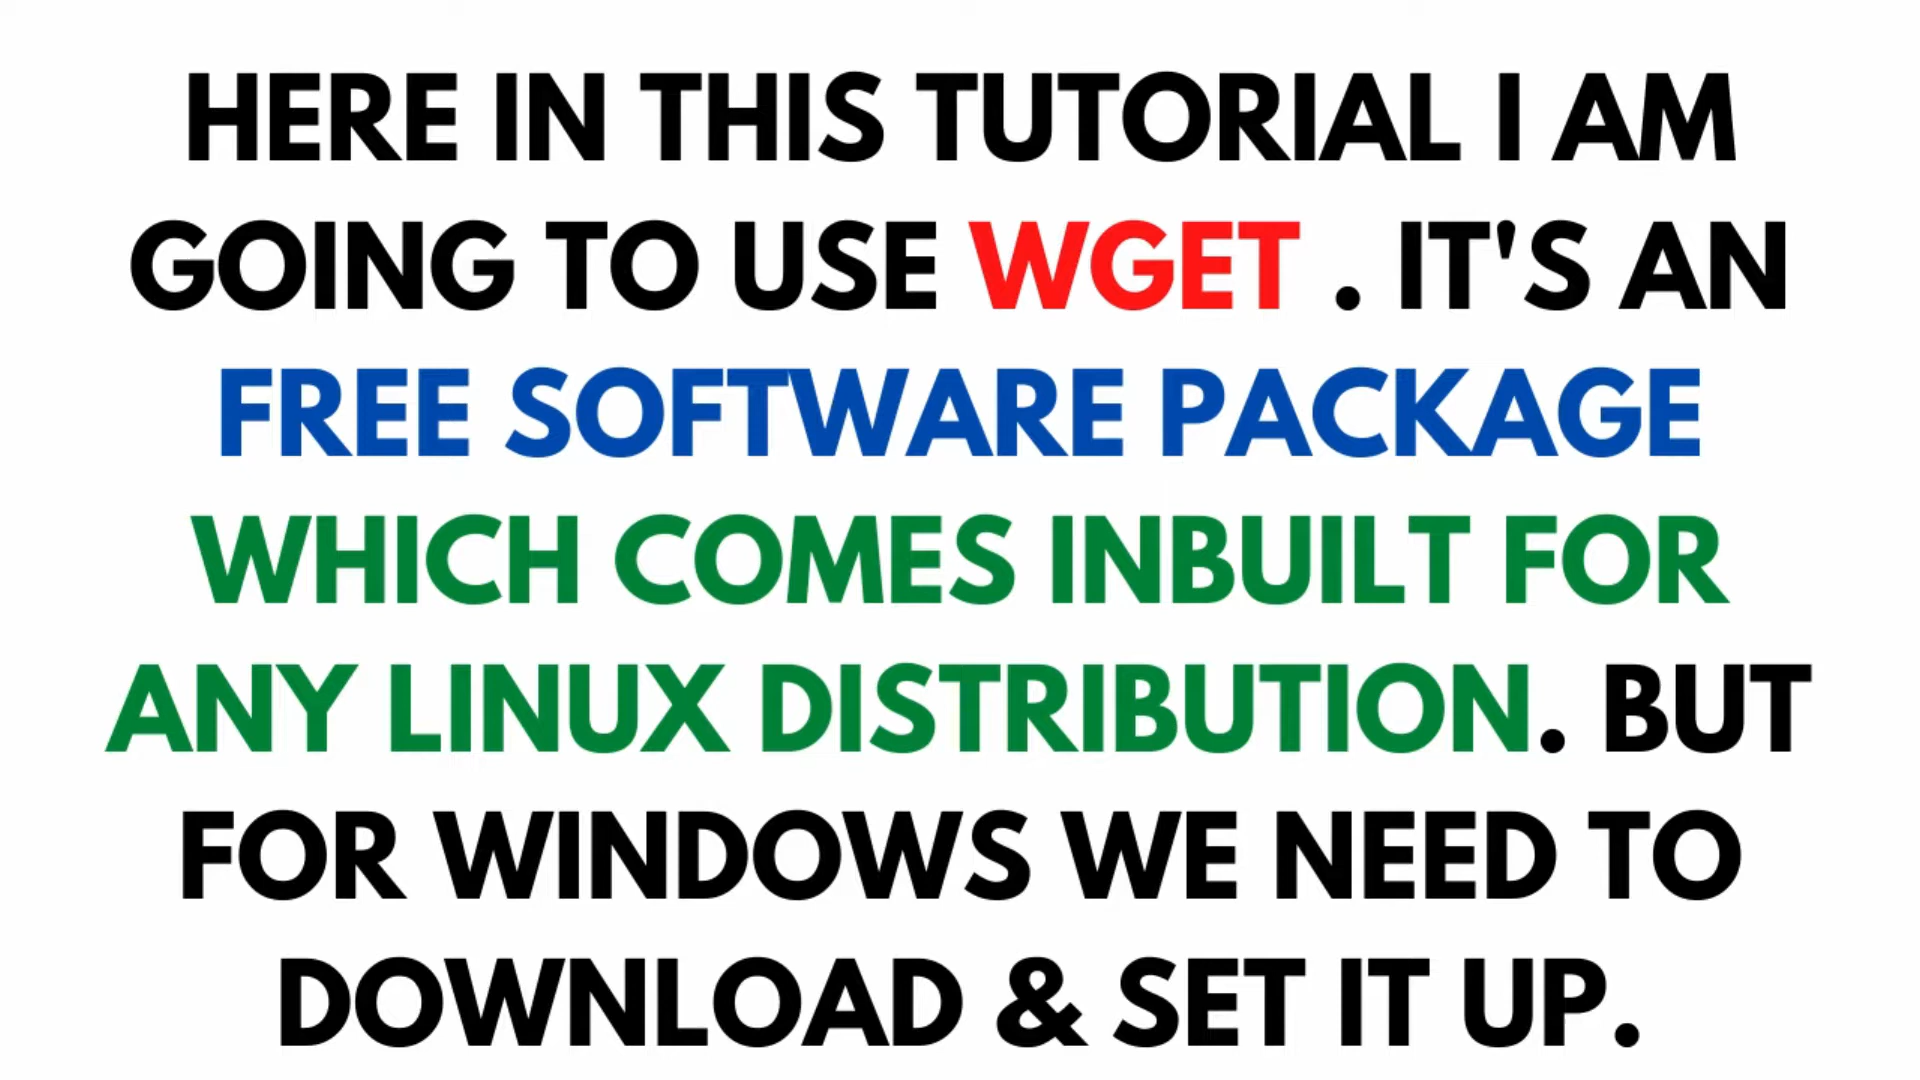 HERE IN THIS TUTORIAL I AM
GOING TO USE WGET . IT'S AN
FREE SOFTWARE PACKAGE
WHICH COMES INBUILT FOR
ANY LINUX DISTRIBUTION. BUT
FOR WINDOWS WE NEED TO
DOWNLOAD & SET IT UP.